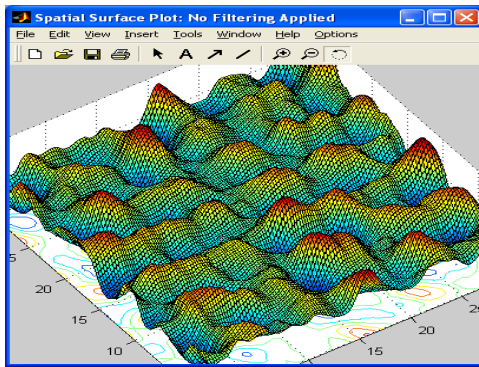 Spatial Surface Plot: No Filtering Applied
File Edit View Insert Tools Window Help Options
A
20
15
10
15
20